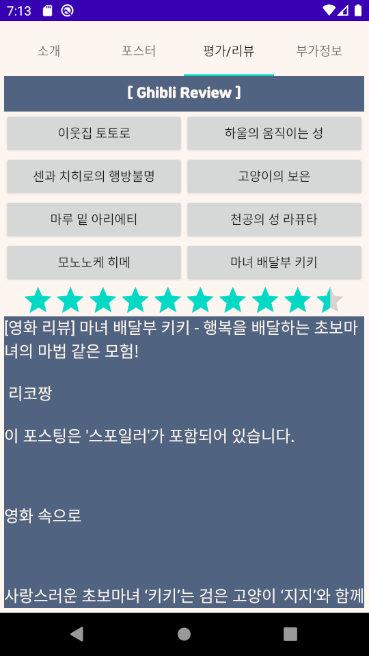 7:13
소개 포스터 평가/리뷰 부가정보
[ Ghibli Review ]
이웃집 토토로 하울의 움직이는 성
센과 치히로의 행방불명 고양이의 보은
마루 밑 아리에티 천공의 성 라퓨타
모노노케 히메 마녀 배달부 키키
[영화 리뷰] 마녀 배달부 키키 - 행복을 배달하는 초보마
녀의 마법 같은 모험!
리코짱
이 포스팅은 '스포일러'가 포함되어 있습니다.
영화 속으로
사랑스러운 초보마녀 ‘키키’는 검은 고양이 ‘지지’와 함께